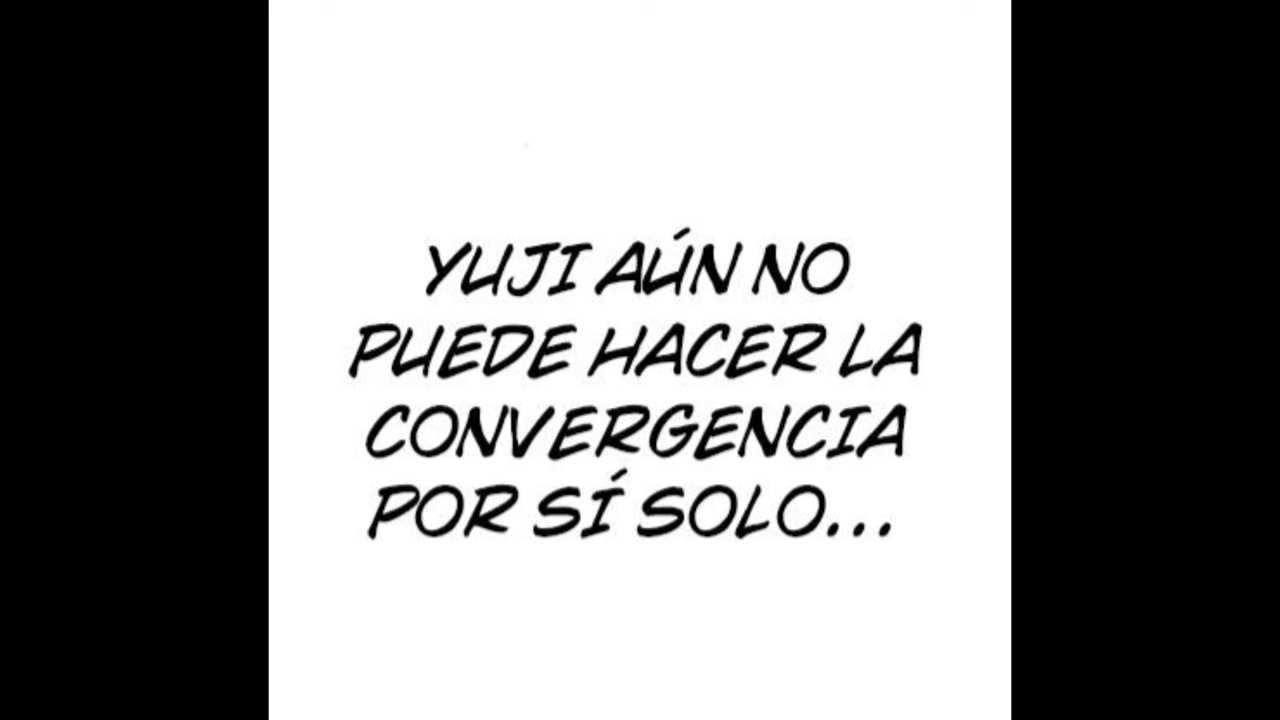 YUJI AÚN NO
PUEDE HACER LA
CONVERGENCIA
POR SÍ SOLO...